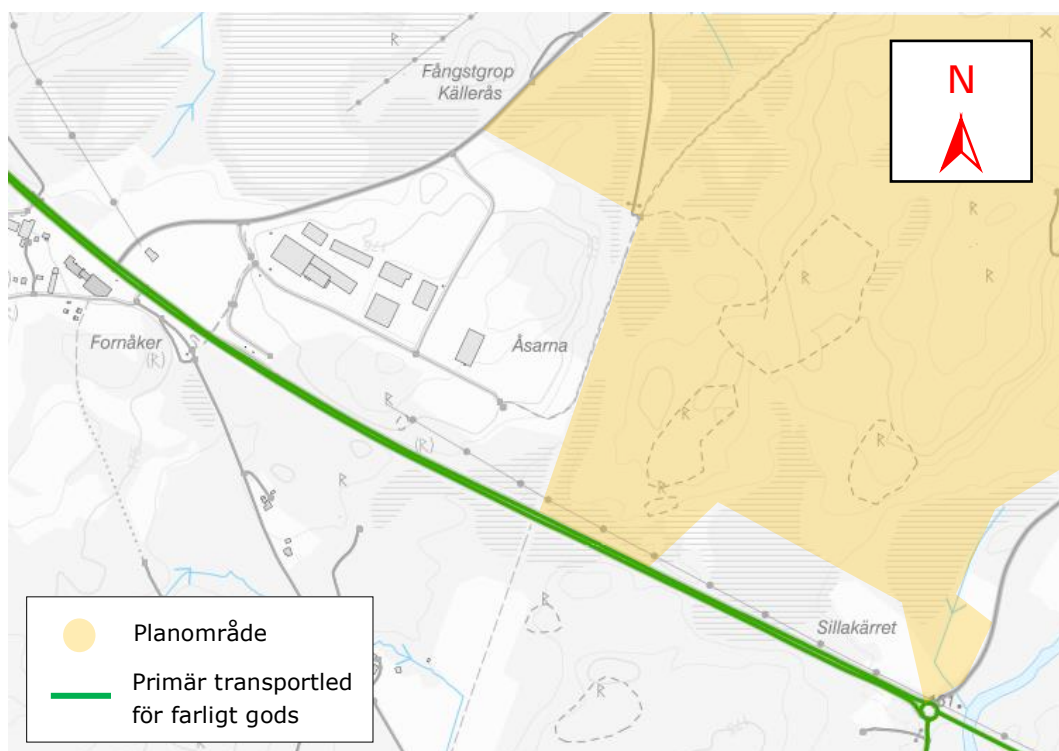 R
Fångstgrop
Källerås
N
R
R
R
Fornåker
(R)
Åsarna
R
(R)
R
R
R
R
R
Sillakärret
R
Planområde
Primär transportled
för farligt gods